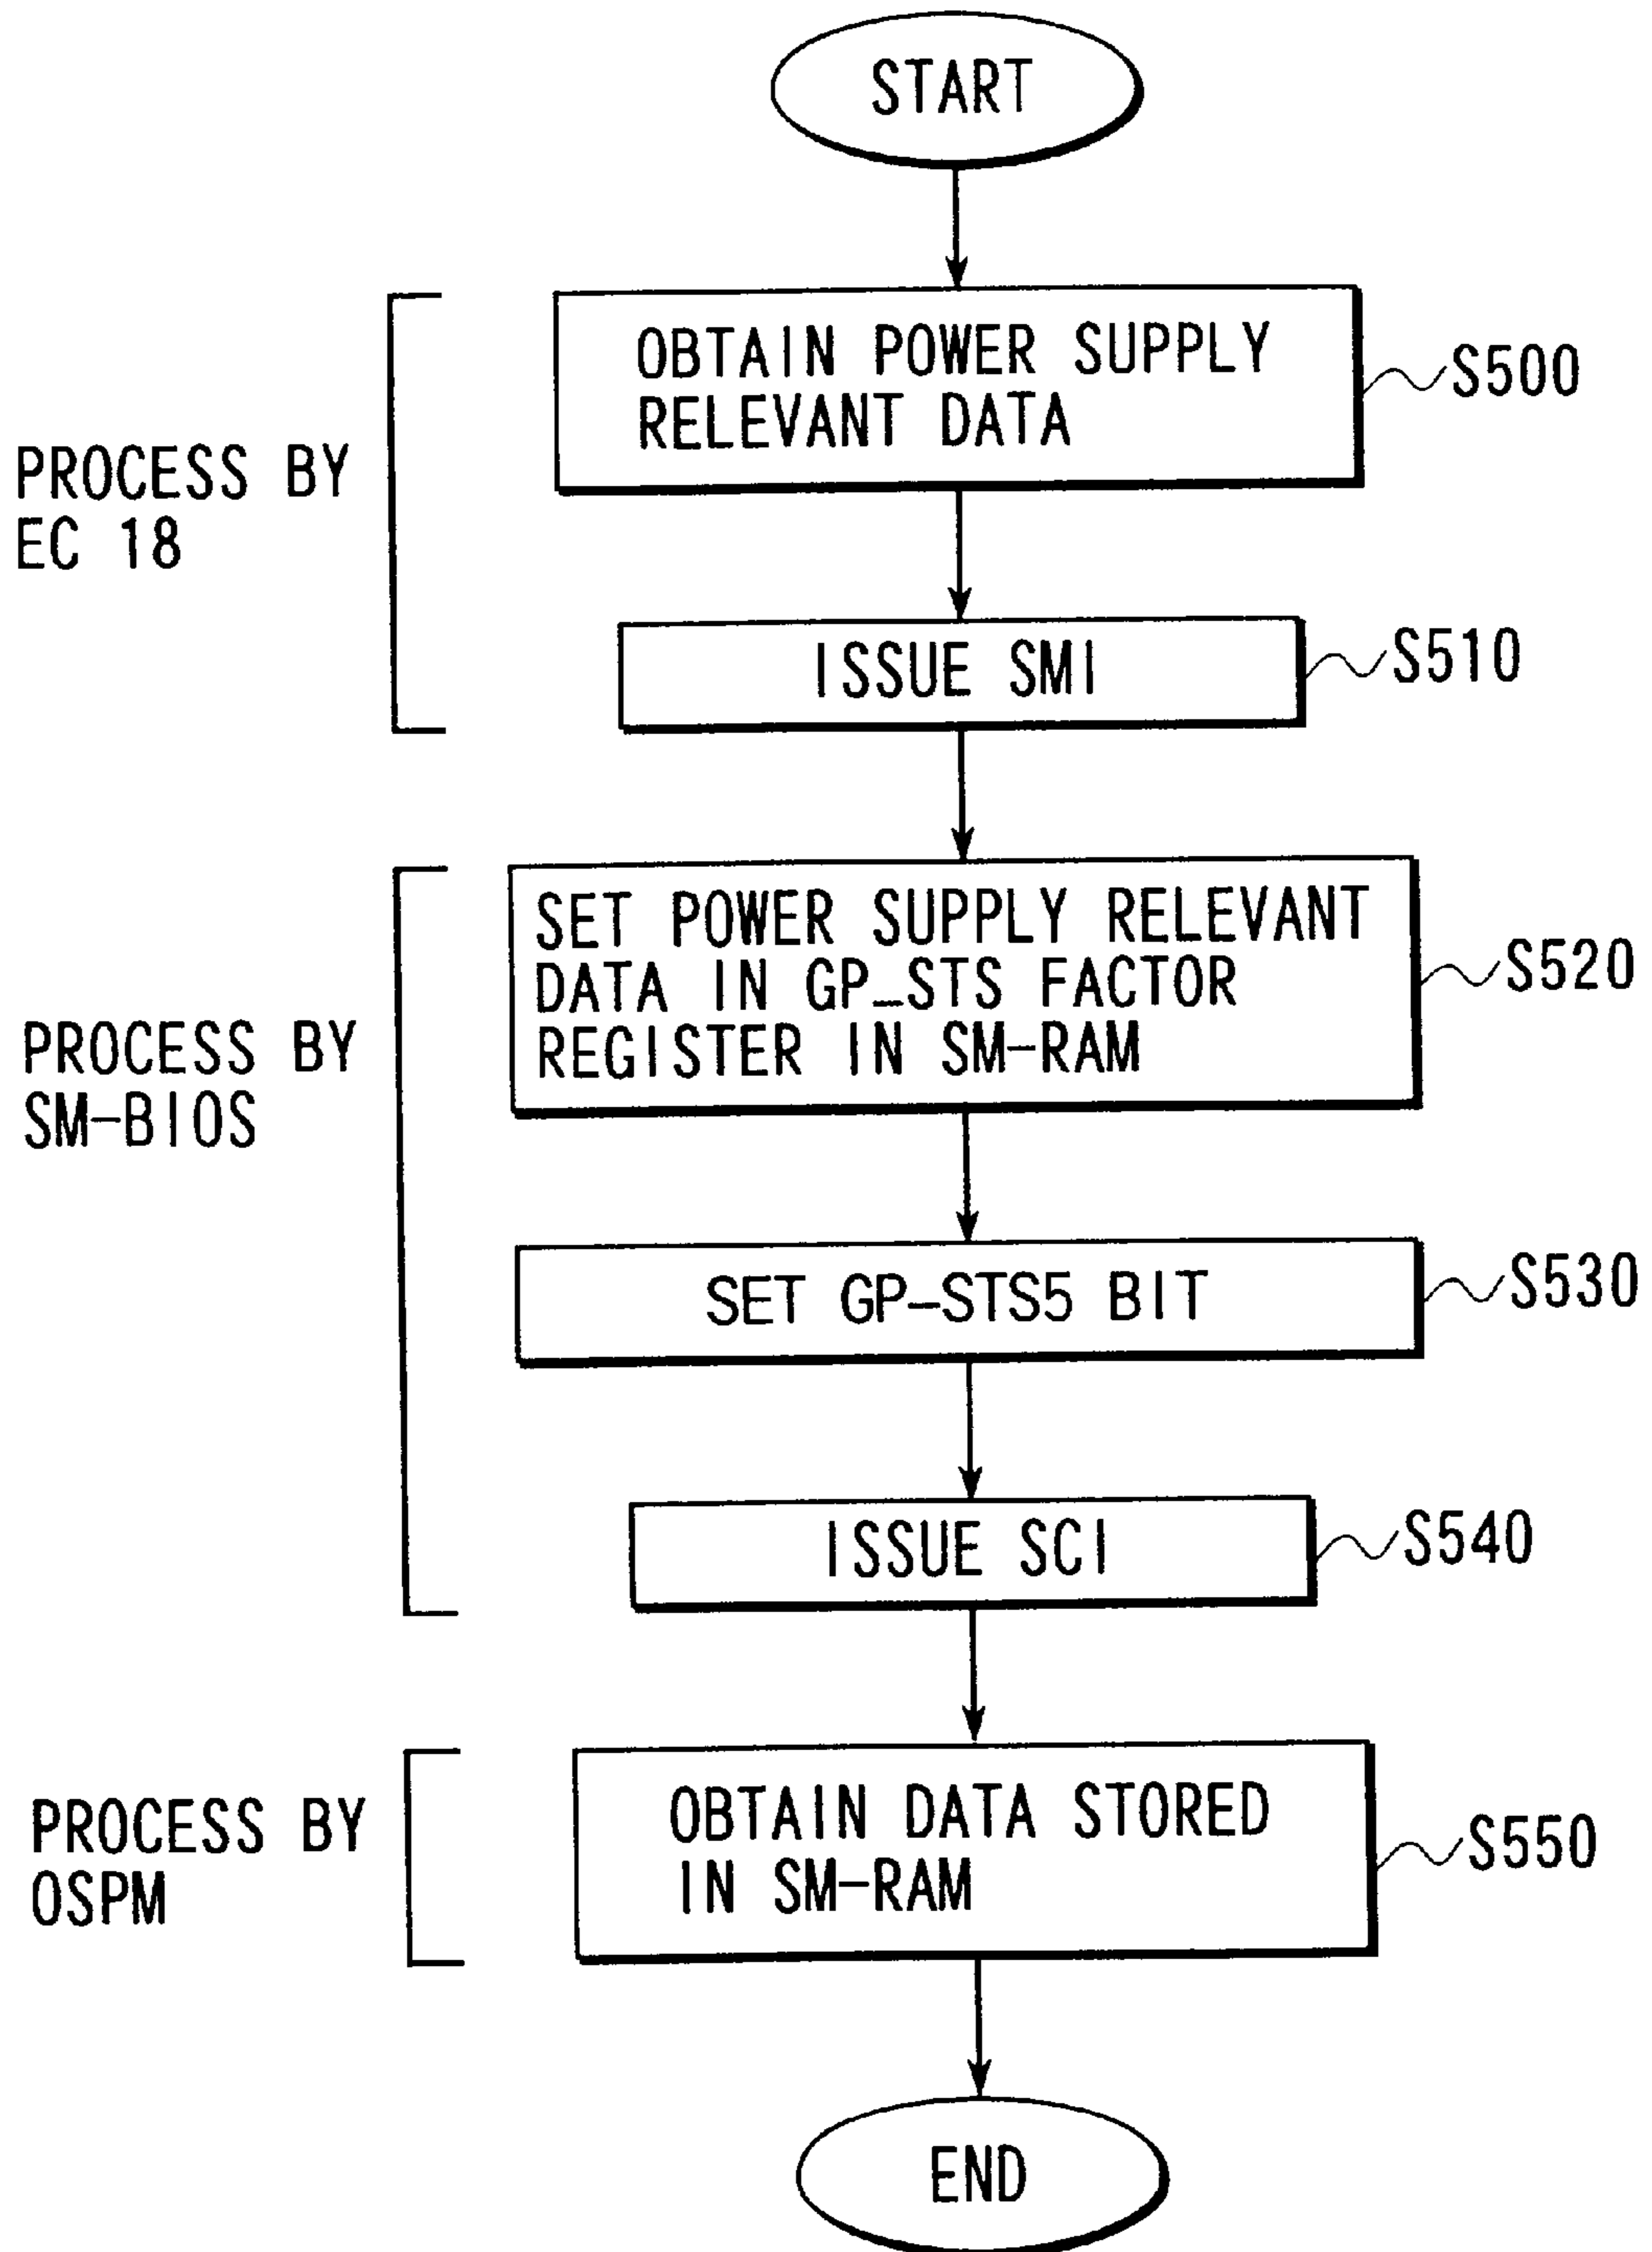 START
OBTAIN POWER SUPPLY
RELEVANT DATA
S500
PROCESS BY
EC 18
ISSUE SMI
S510
SET POWER SUPPLY RELEVANT
DATA IN GP_STS FACTOR
REGISTER IN SM-RAM
S520
PROCESS BY
SM-BIOS
SET GP-STS5 BIT
S530
ISSUE SCI
S540
OBTAIN DATA STORED
IN SM-RAM
S550
PROCESS BY
OSPM
END